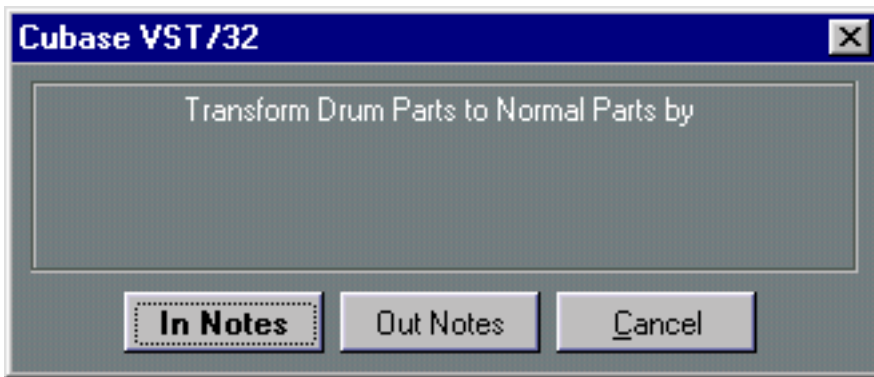 Cubase VST/32
Transform Drum Parts to Normal Parts by
In Notes Out Notes Cancel